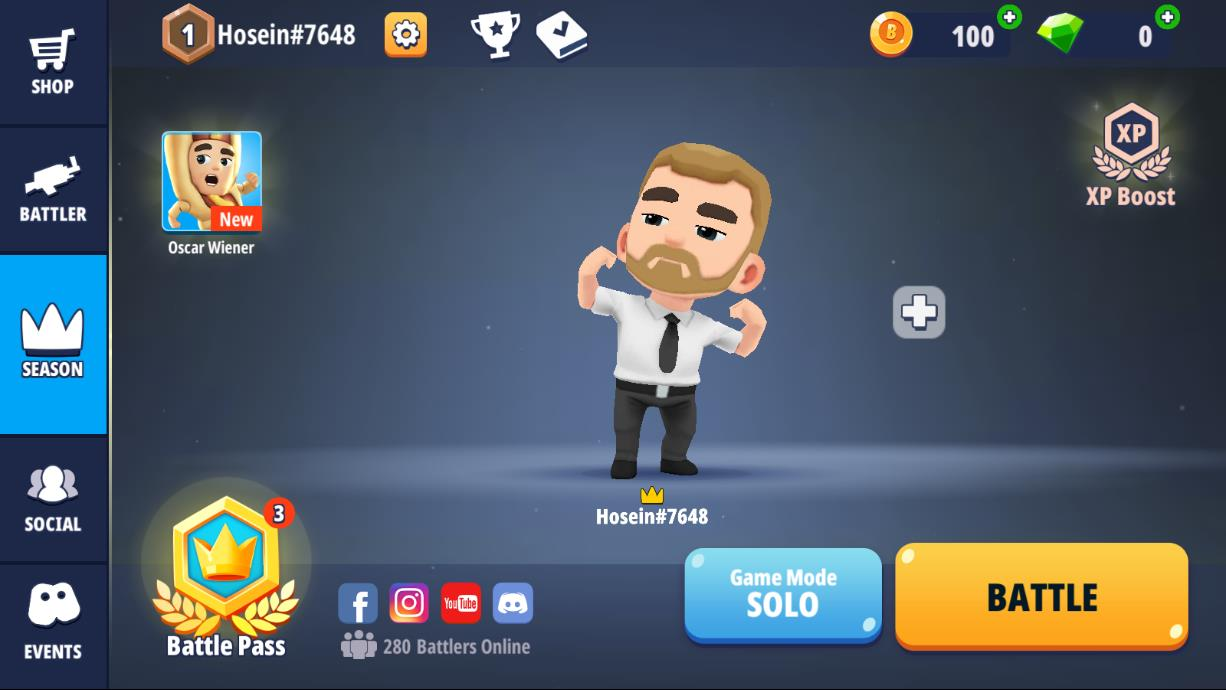 1
Hosein#7648
B
100
0
SHOP
BATTLER
SEASON
SOCIAL
EVENTS
New
Oscar Wiener
XP
XP Boost
Hosein#7648
3
Battle Pass
f
YouTube
280 Battlers Online
Game Mode
SOLO
BATTLE